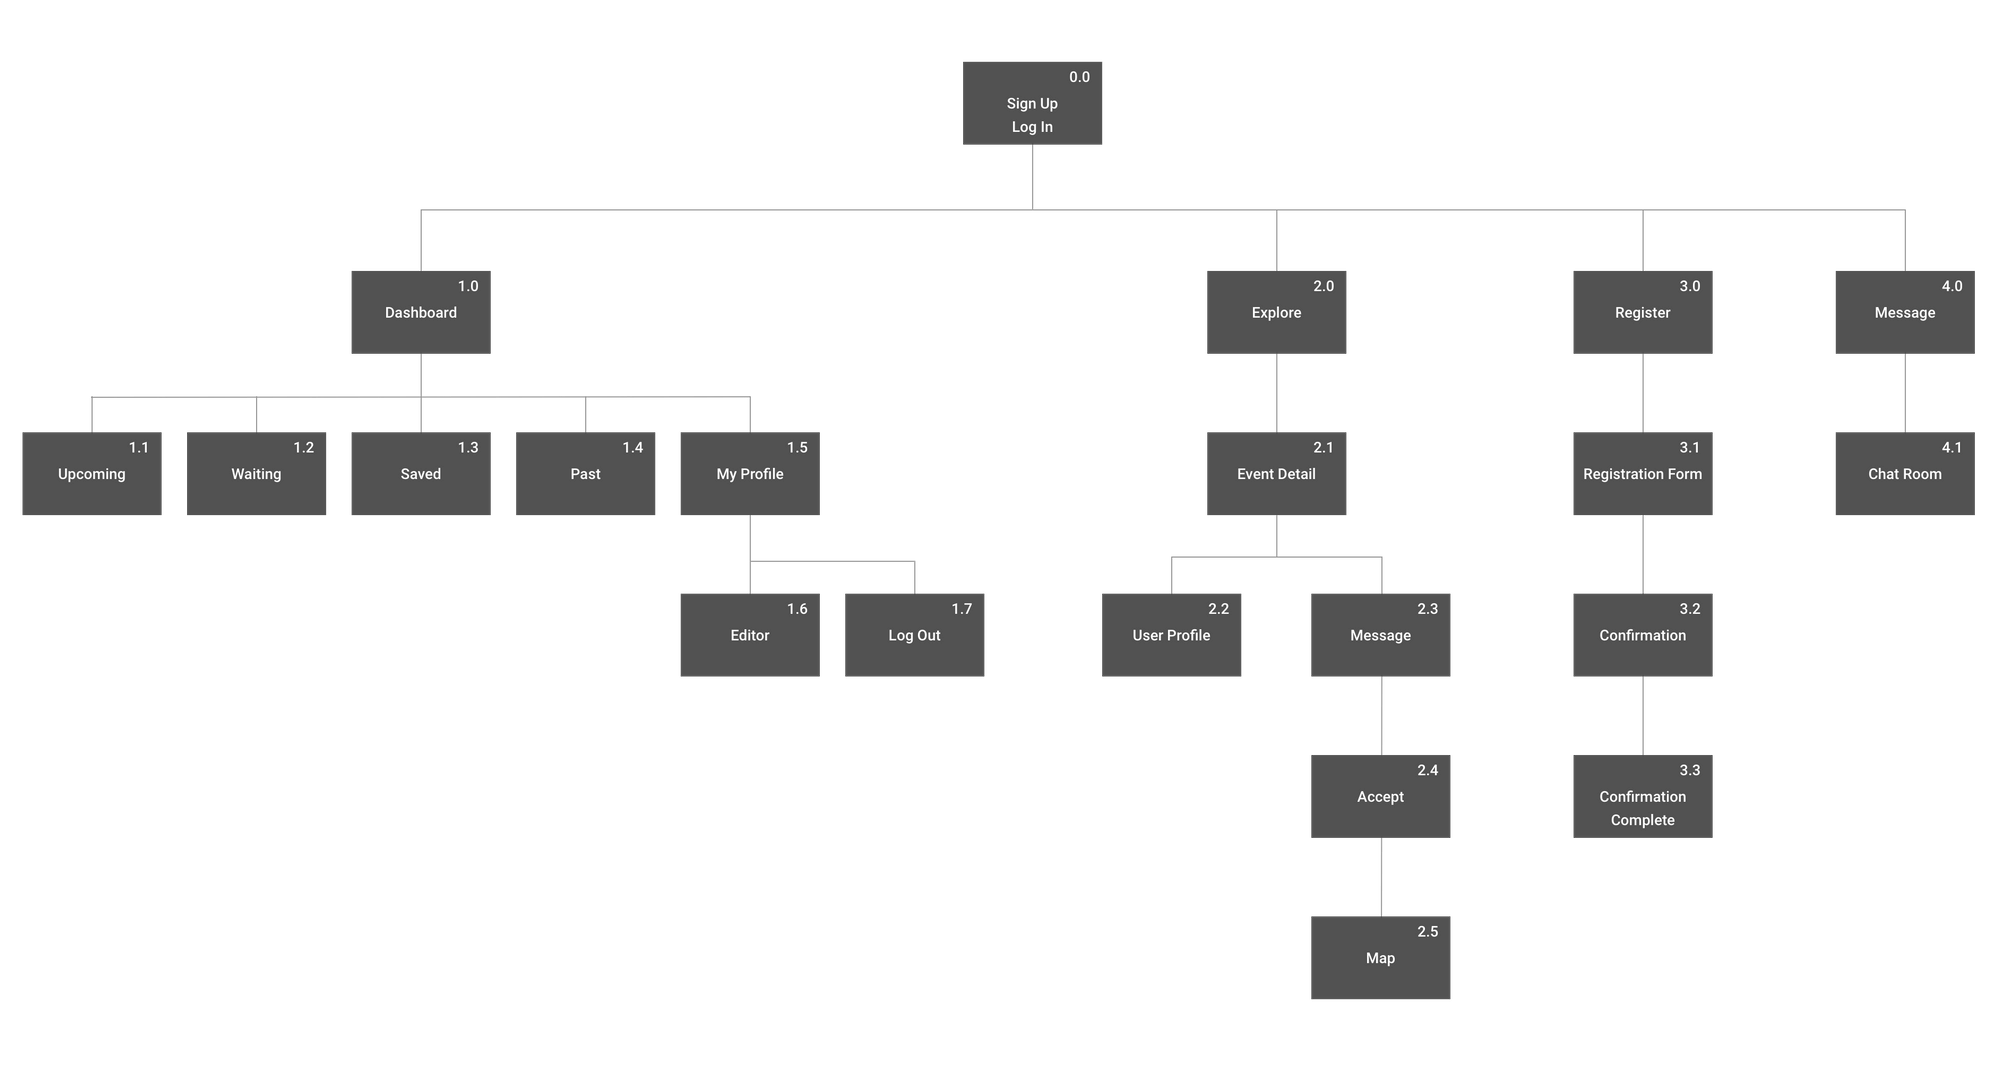 0.0
Sign Up
Log In
1.0
Dashboard
2.0
Explore
3.0
Register
4.0
Message
1.1
Upcoming
1.2
Waiting
1.3
Saved
1.4
Past
1.5
My Profile
2.1
Event Detail
3.1
Registration Form
4.1
Chat Room
1.6
Editor
1.7
Log Out
2.2
User Profile
2.3
Message
3.2
Confirmation
2.4
Accept
3.3
Confirmation
Complete
2.5
Map